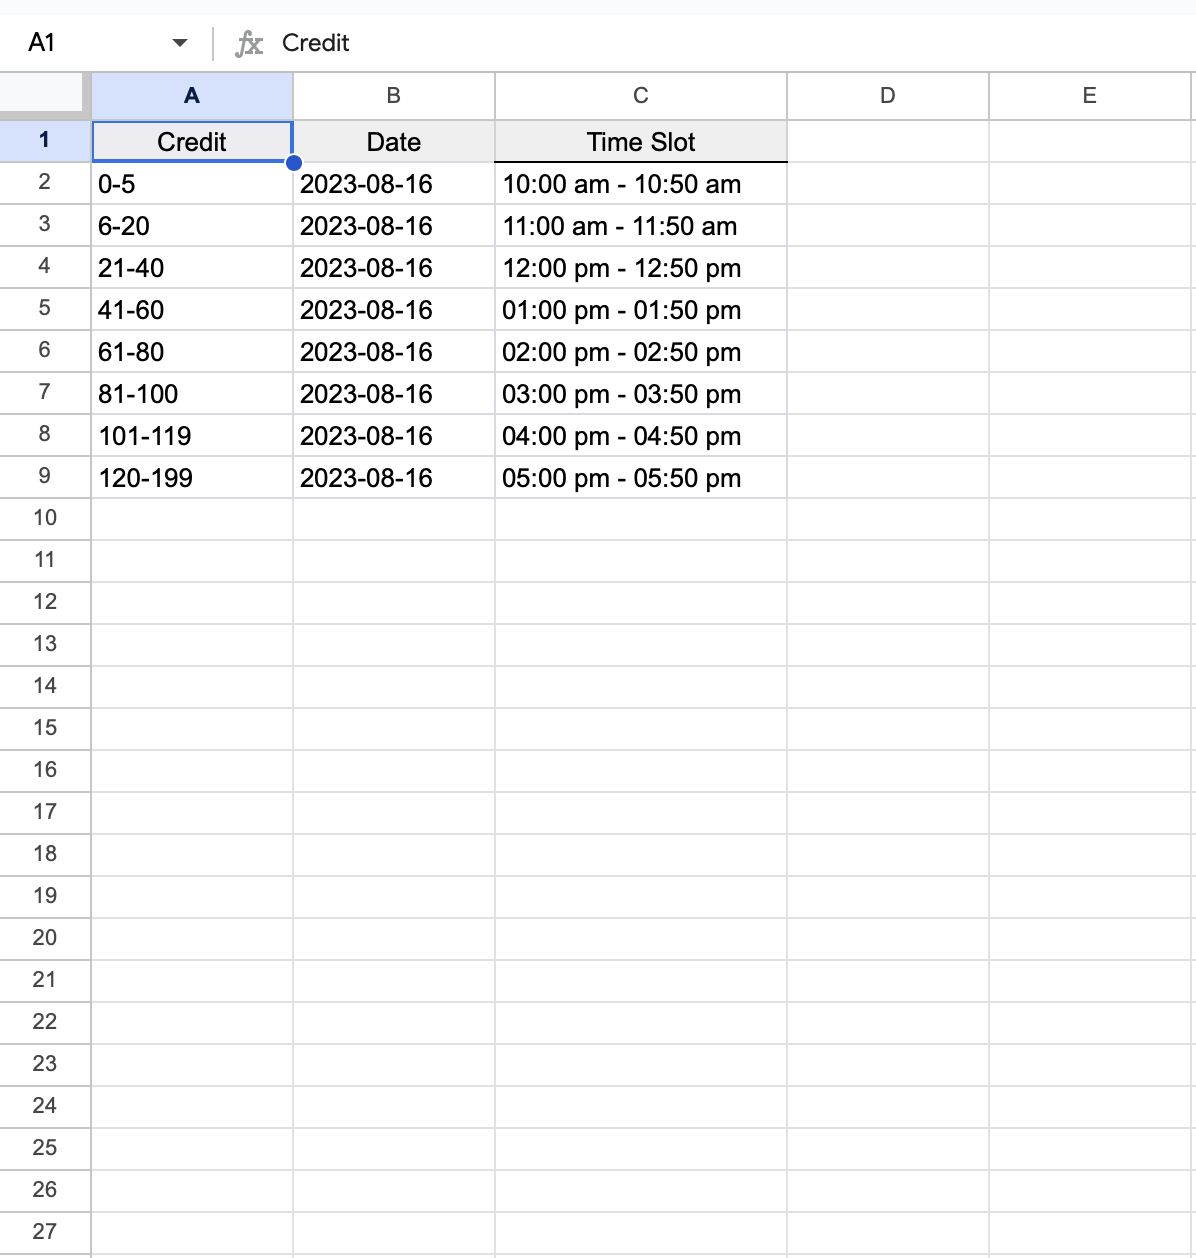 A1 fx Credit
A B C D E
1 Credit Date Time Slot
2 0-5 2023-08-16 10:00 am - 10:50 am
3 6-20 2023-08-16 11:00 am - 11:50 am
4 21-40 2023-08-16 12:00 pm - 12:50 pm
5 41-60 2023-08-16 01:00 pm - 01:50 pm
6 61-80 2023-08-16 02:00 pm - 02:50 pm
7 81-100 2023-08-16 03:00 pm - 03:50 pm
8 101-119 2023-08-16 04:00 pm - 04:50 pm
9 120-199 2023-08-16 05:00 pm - 05:50 pm
10
11
12
13
14
15
16
17
18
19
20
21
22
23
24
25
26
27